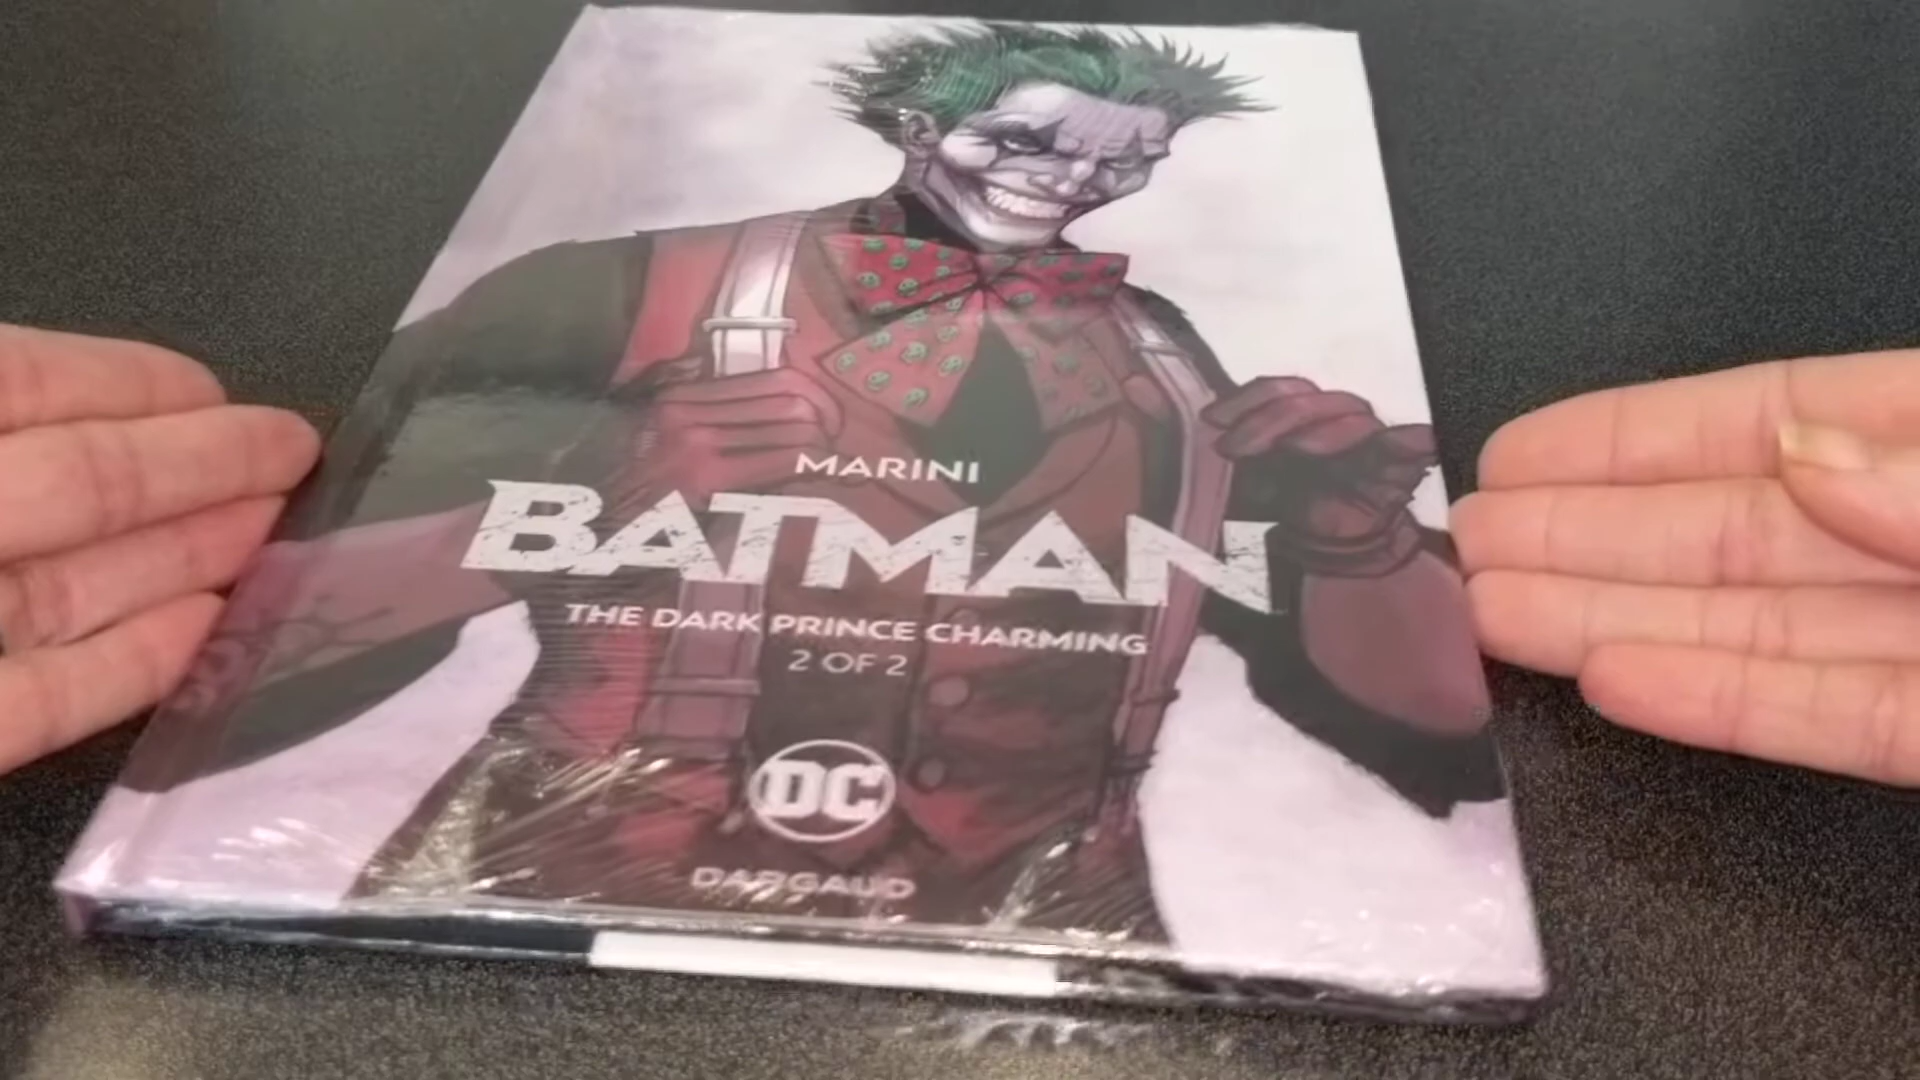 MARINI
BATMAN
THE DARK PRINCE CHARMING
2 OF 2
DC
DARGAUD